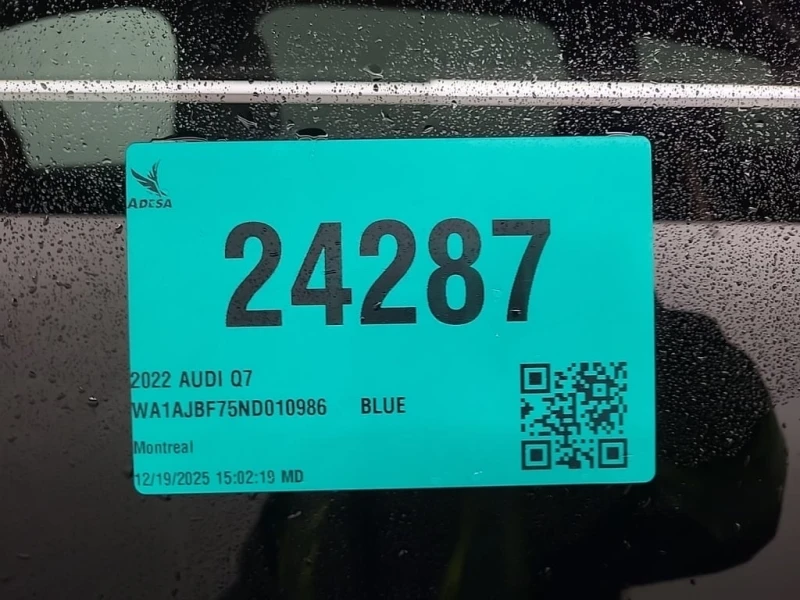 ADESA
24287
2022 AUDI Q7
WA1AJBF75ND010986 BLUE
Montreal
12/19/2025 15:02:19 MD